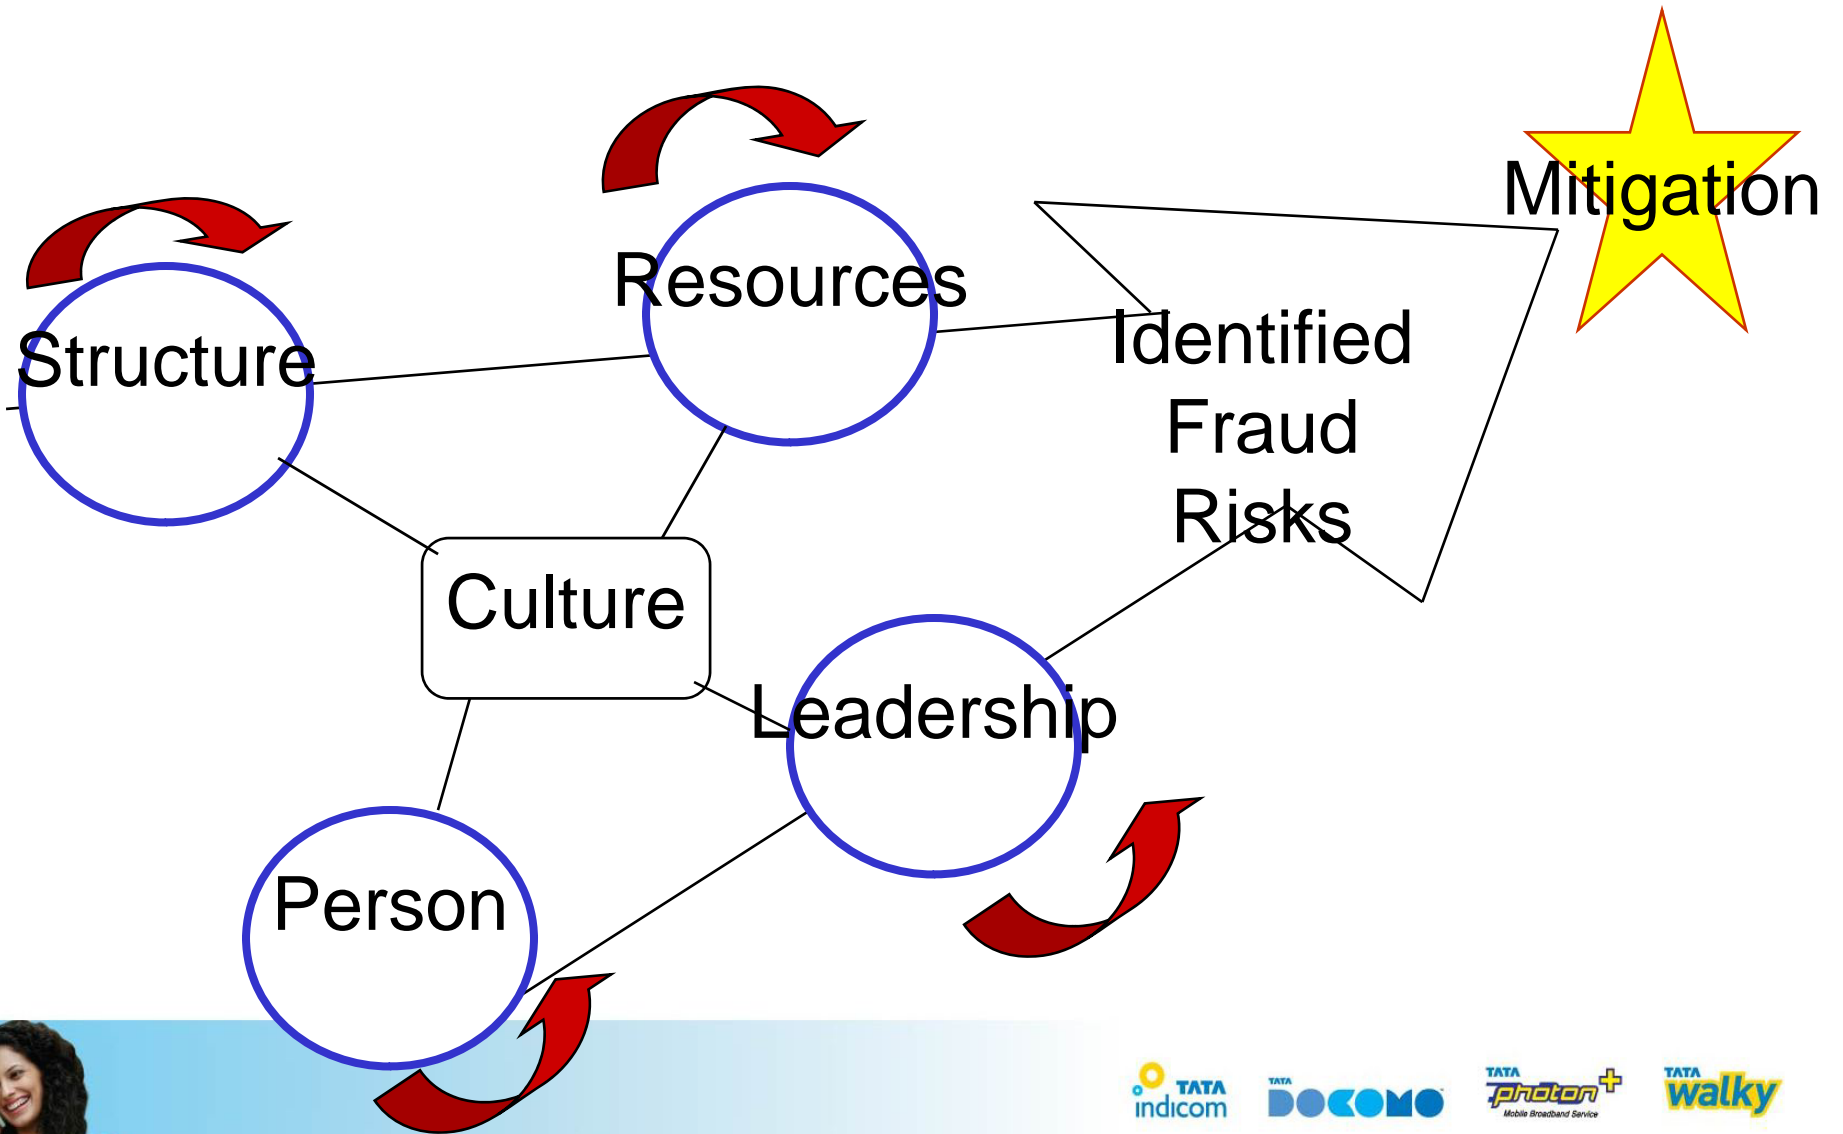 Mitigation
Resources
Structure
Identified
Fraud
Risks
Culture
Leadership
Person
TATA
indicom
TATA
DOCOMO
TATA
photon+
Mobile Broadband Service
TATA
walky